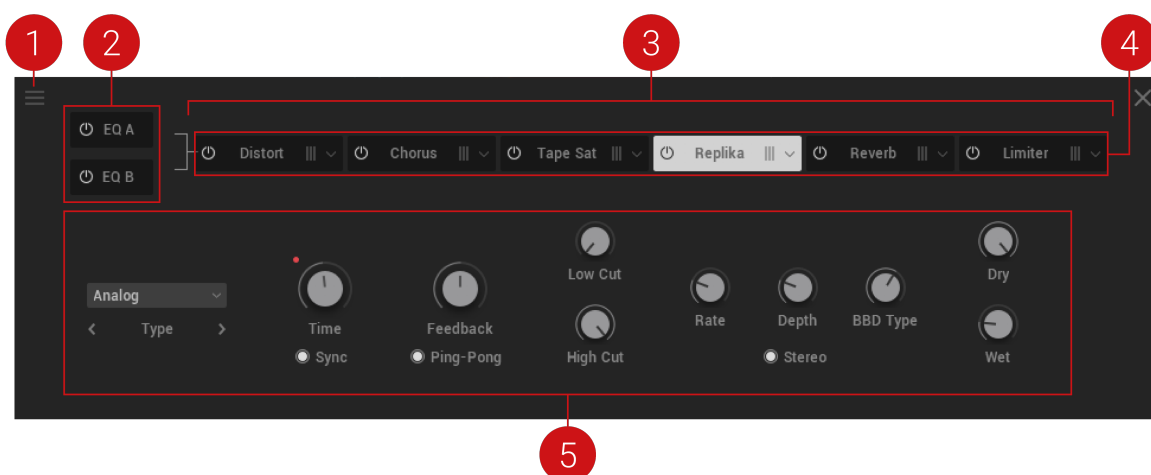 1 2 3 4
EQ A
Distort Chorus Tape Sat Replika Reverb Limiter
EQ B
Low Cut
Dry
Analog
Rate Depth BBD Type
Type Time Feedback
Sync Ping-Pong High Cut Stereo Wet
5